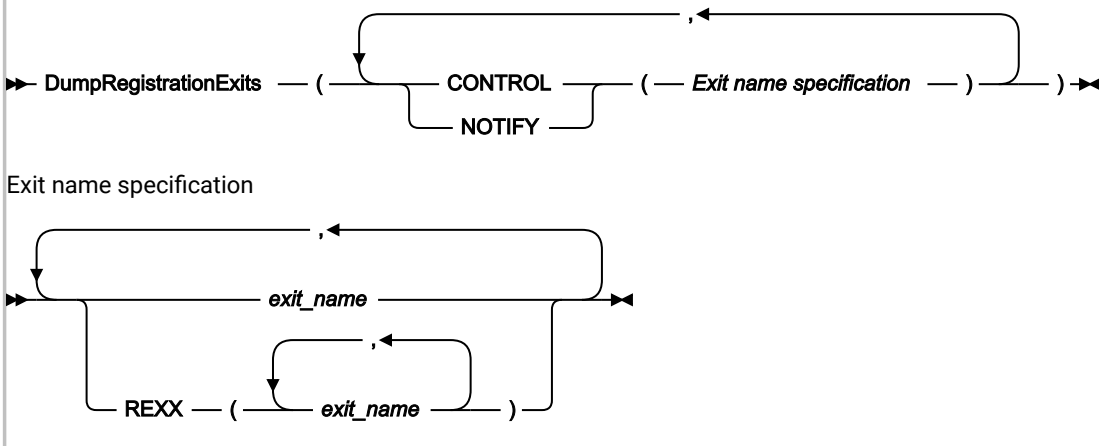 ,
DumpRegistrationExits ( CONTROL ( Exit name specification ) )
NOTIFY
Exit name specification
,
exit_name
,
REXX ( exit_name )